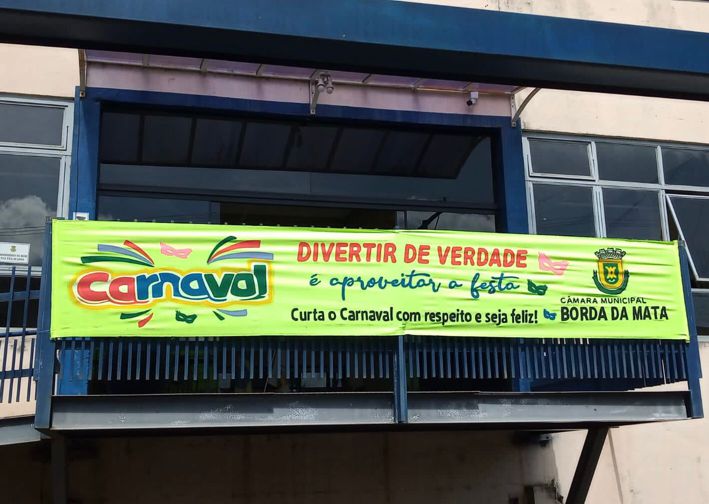 Carnaval
DIVERTIR DE VERDADE
é aproveitar a festa
Curta o Carnaval com respeito e seja feliz!
CÂMARA MUNICIPAL
BORDA DA MATA